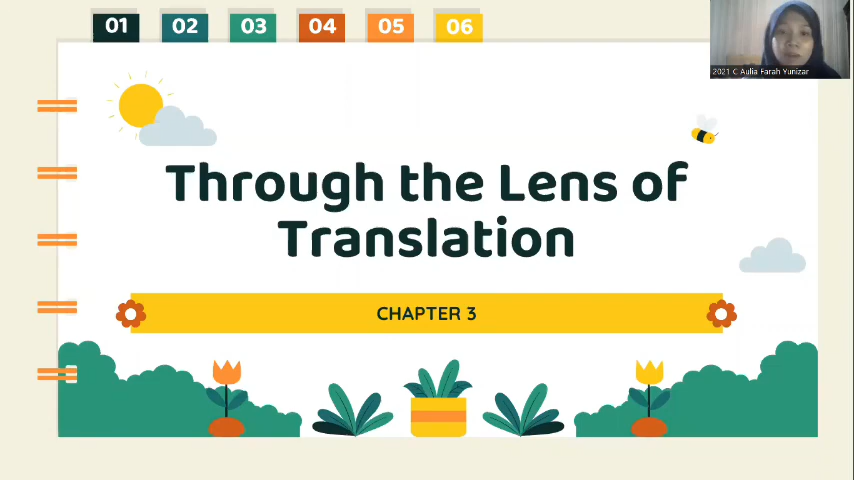 01 02 03 04 05 06
2021 C Aulia Farah Yunizar
Through the Lens of
Translation
CHAPTER 3